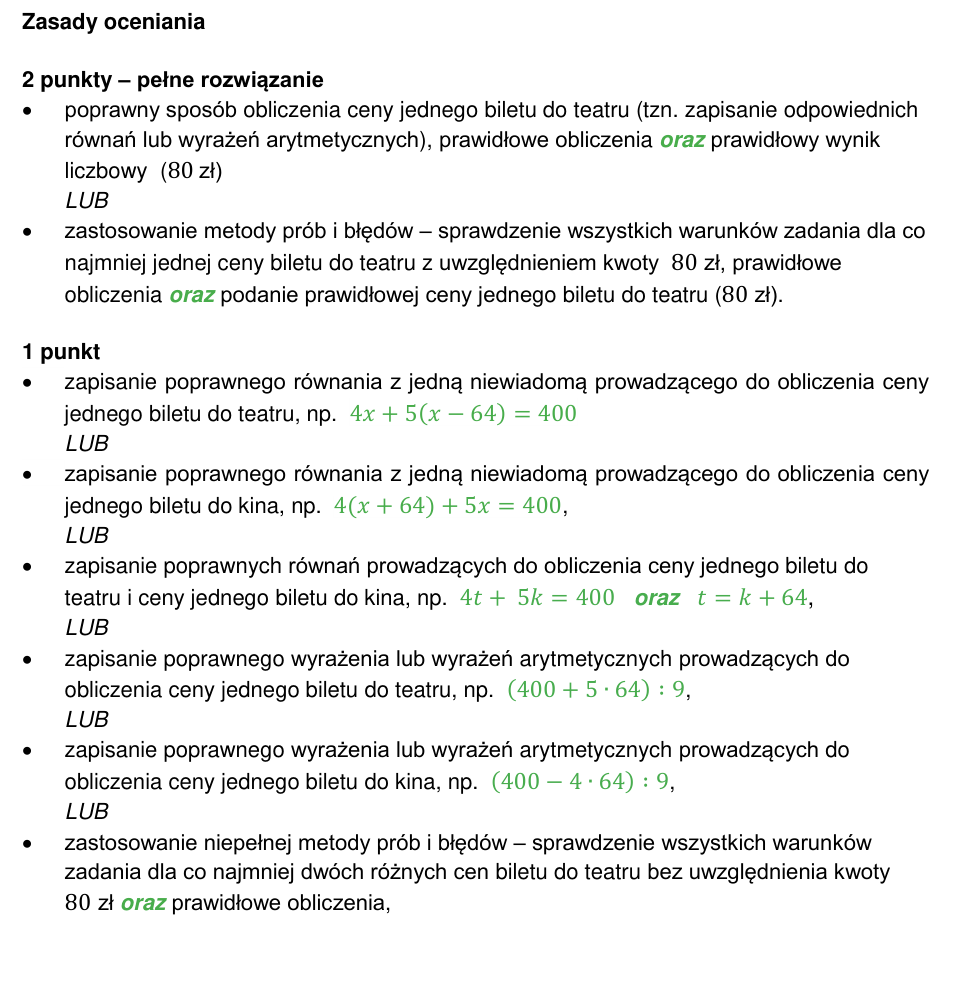 Zasady oceniania
2 punkty – pełne rozwiązanie
• poprawny sposób obliczenia ceny jednego biletu do teatru (tzn. zapisanie odpowiednich
równań lub wyrażeń arytmetycznych), prawidłowe obliczenia oraz prawidłowy wynik
liczbowy (80 zł)
LUB
• zastosowanie metody prób i błędów – sprawdzenie wszystkich warunków zadania dla co
najmniej jednej ceny biletu do teatru z uwzględnieniem kwoty 80 zł, prawidłowe
obliczenia oraz podanie prawidłowej ceny jednego biletu do teatru (80 zł).
1 punkt
• zapisanie poprawnego równania z jedną niewiadomą prowadzącego do obliczenia ceny
jednego biletu do teatru, np. 4x + 5(x − 64) = 400
LUB
• zapisanie poprawnego równania z jedną niewiadomą prowadzącego do obliczenia ceny
jednego biletu do kina, np. 4(x + 64) + 5x = 400,
LUB
• zapisanie poprawnych równań prowadzących do obliczenia ceny jednego biletu do
teatru i ceny jednego biletu do kina, np. 4t + 5k = 400 oraz t = k + 64,
LUB
• zapisanie poprawnego wyrażenia lub wyrażeń arytmetycznych prowadzących do
obliczenia ceny jednego biletu do teatru, np. (400 + 5 · 64) : 9,
LUB
• zapisanie poprawnego wyrażenia lub wyrażeń arytmetycznych prowadzących do
obliczenia ceny jednego biletu do kina, np. (400 − 4 · 64) : 9,
LUB
• zastosowanie niepełnej metody prób i błędów – sprawdzenie wszystkich warunków
zadania dla co najmniej dwóch różnych cen biletu do teatru bez uwzględnienia kwoty
80 zł oraz prawidłowe obliczenia,